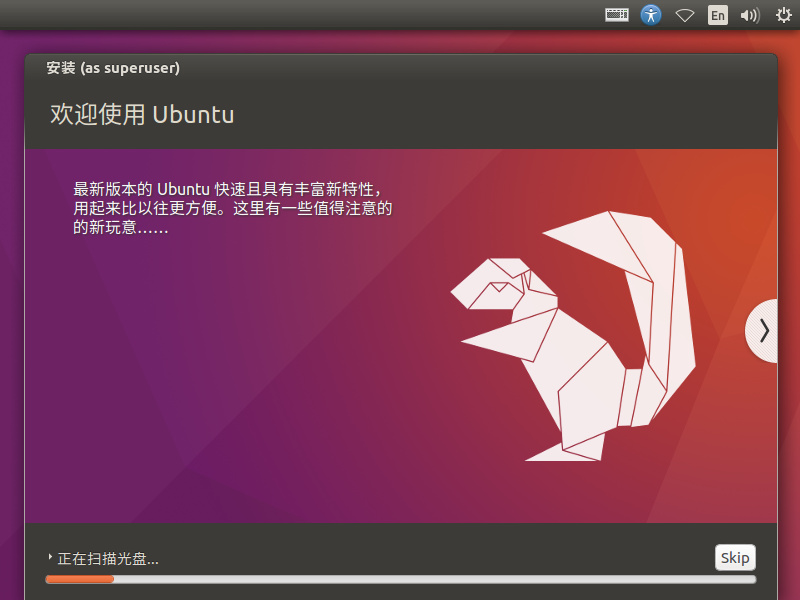 En
安装 (as superuser)
欢迎使用 Ubuntu
最新版本的 Ubuntu 快速且具有丰富新特性，
用起来比以往更方便。这里有一些值得注意的
的新玩意……
正在扫描光盘...
Skip